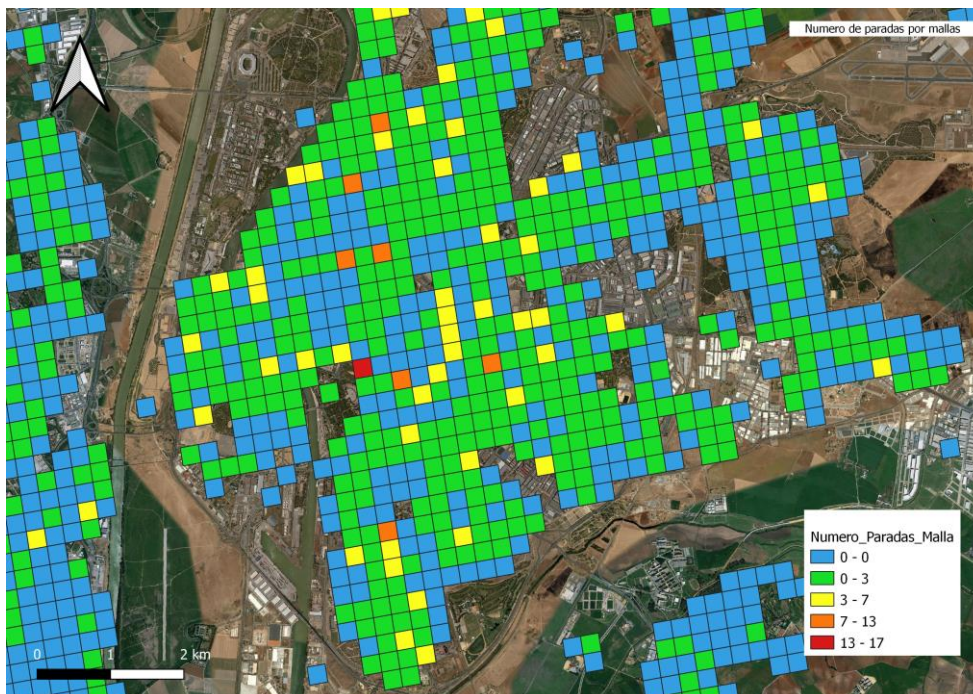 Numero de paradas por mallas
Numero_Paradas_Malla
0 - 0
0 - 3
3 - 7
7 - 13
13 - 17
0 1 2 km